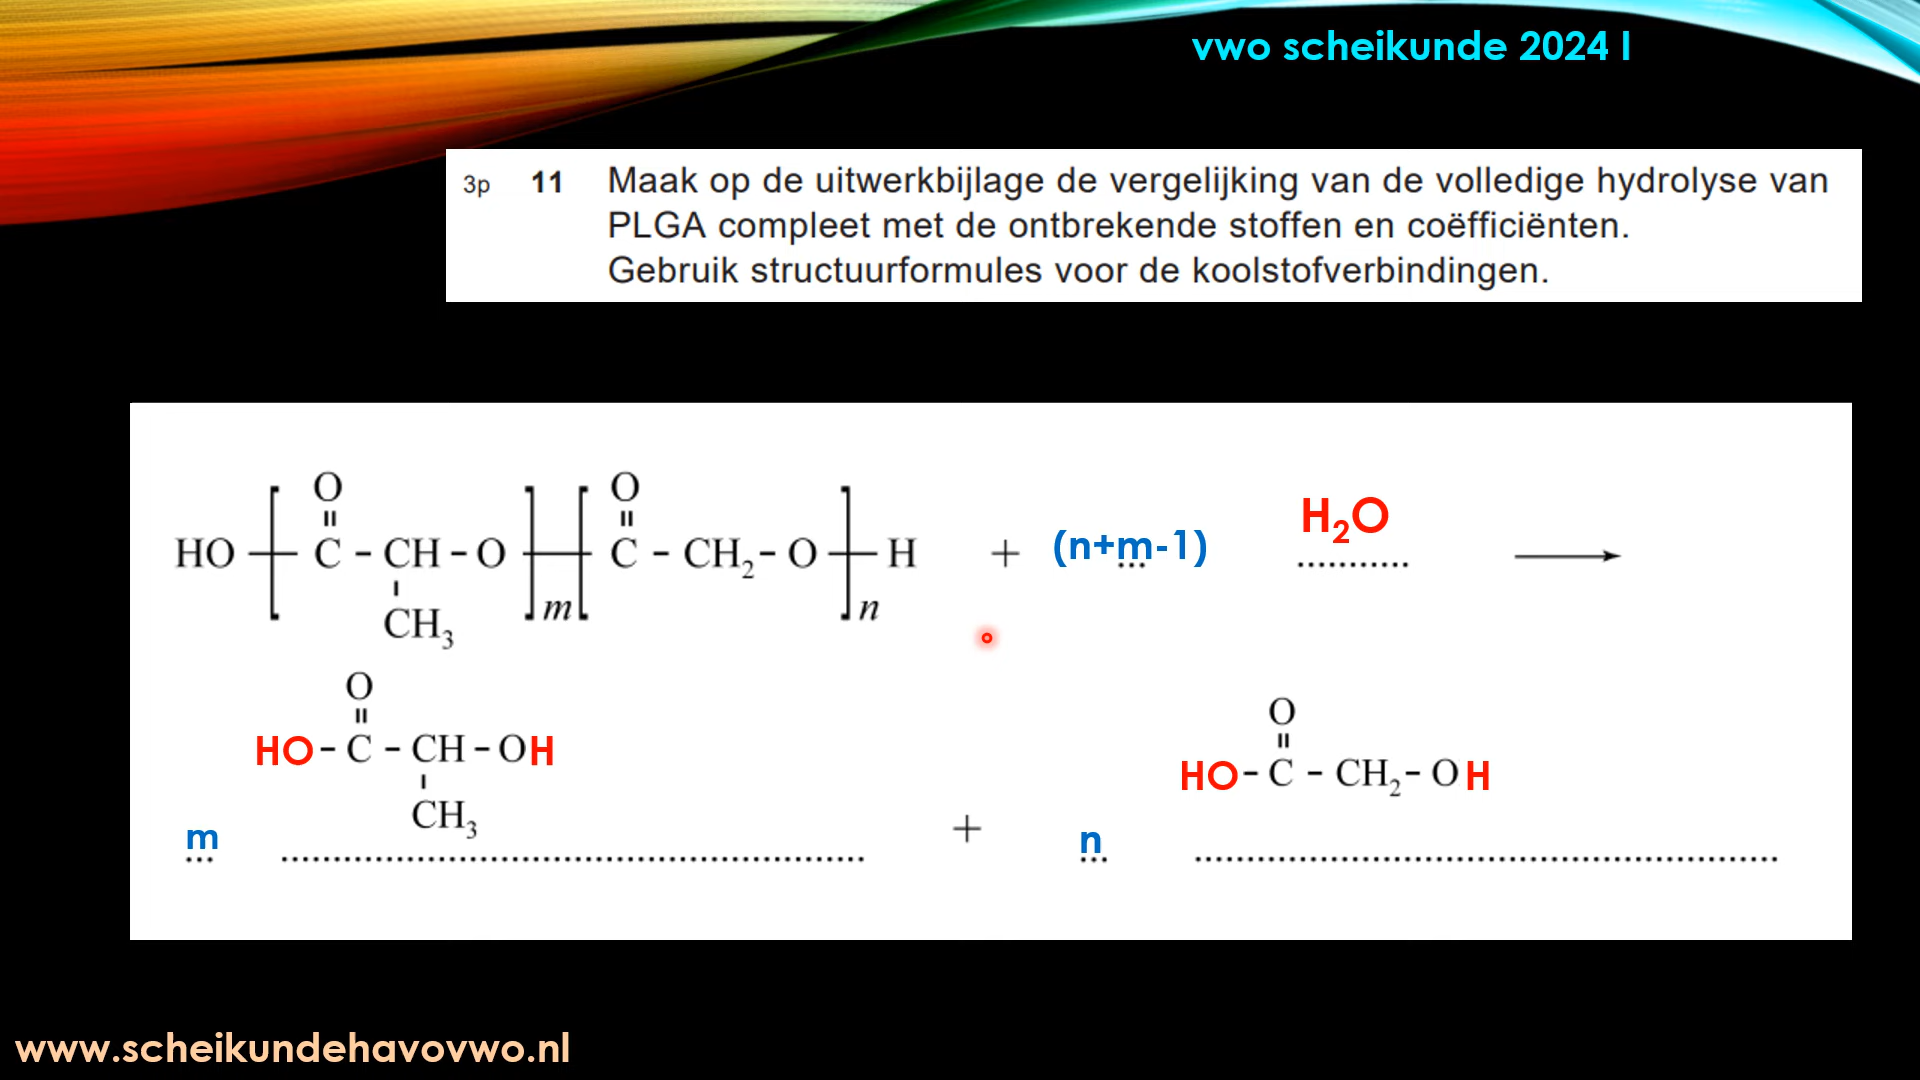 vwo scheikunde 2024 I
3p 11 Maak op de uitwerkbijlage de vergelijking van de volledige hydrolyse van
PLGA compleet met de ontbrekende stoffen en coëfficiënten.
Gebruik structuurformules voor de koolstofverbindingen.
O O
HO C - CH - O m C - CH₂ - O n H + (n+m-1) H₂O ⟶
CH₃
O O
HO - C - CH - OH HO - C - CH₂ - OH
CH₃
m + n
www.scheikundehavovwo.nl